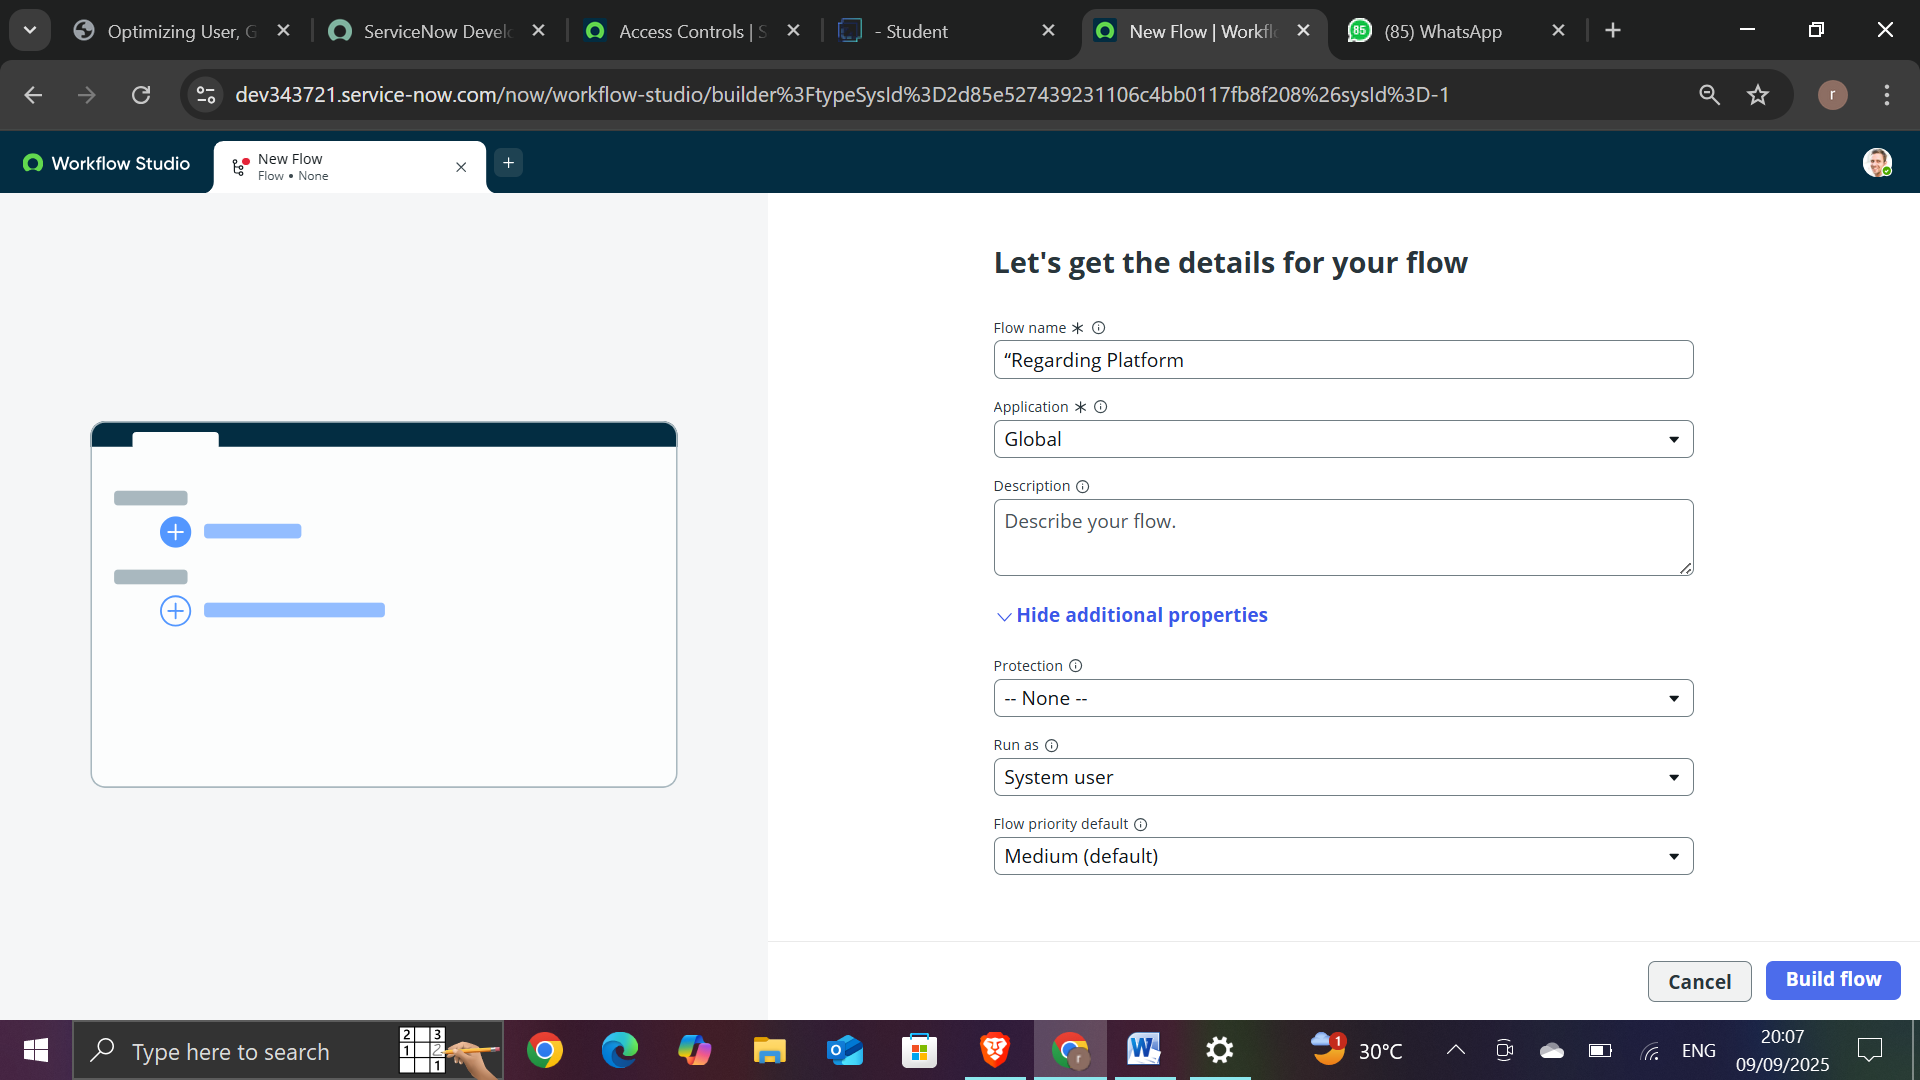 Optimizing User, G
ServiceNow Devel
Access Controls | S
- Student
New Flow | Workfl
(85) WhatsApp
dev343721.service-now.com/now/workflow-studio/builder%3FtypeSysId%3D2d85e527439231106c4bb0117fb8f208%26sysId%3D-1
r
Workflow Studio
New Flow
Flow • None
Let's get the details for your flow
Flow name
“Regarding Platform
Application
Global
Description
Describe your flow.
Hide additional properties
Protection
-- None --
Run as
System user
Flow priority default
Medium (default)
Cancel
Build flow
Type here to search
30°C
ENG
20:07
09/09/2025